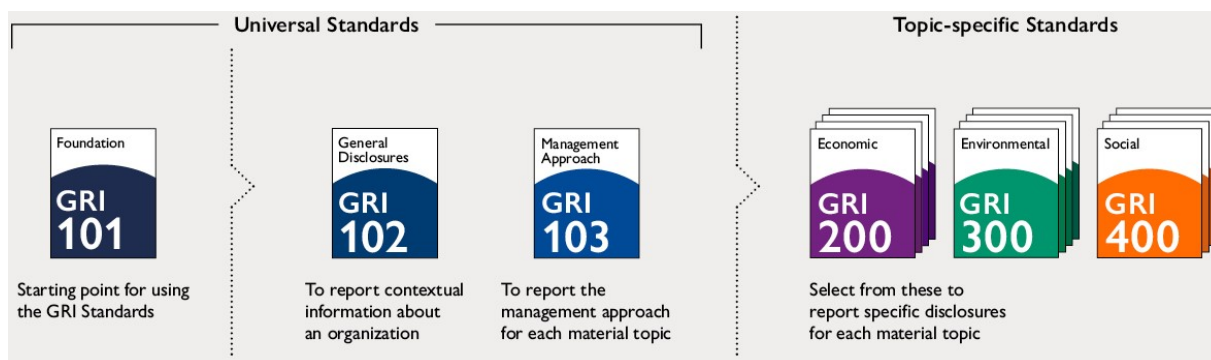 Universal Standards
Topic-specific Standards
Foundation
GRI
101
General
Disclosures
GRI
102
Management
Approach
GRI
103
Economic
GRI
200
Environmental
GRI
300
Social
GRI
400
Starting point for using
the GRI Standards
To report contextual
information about
an organization
To report the
management approach
for each material topic
Select from these to
report specific disclosures
for each material topic